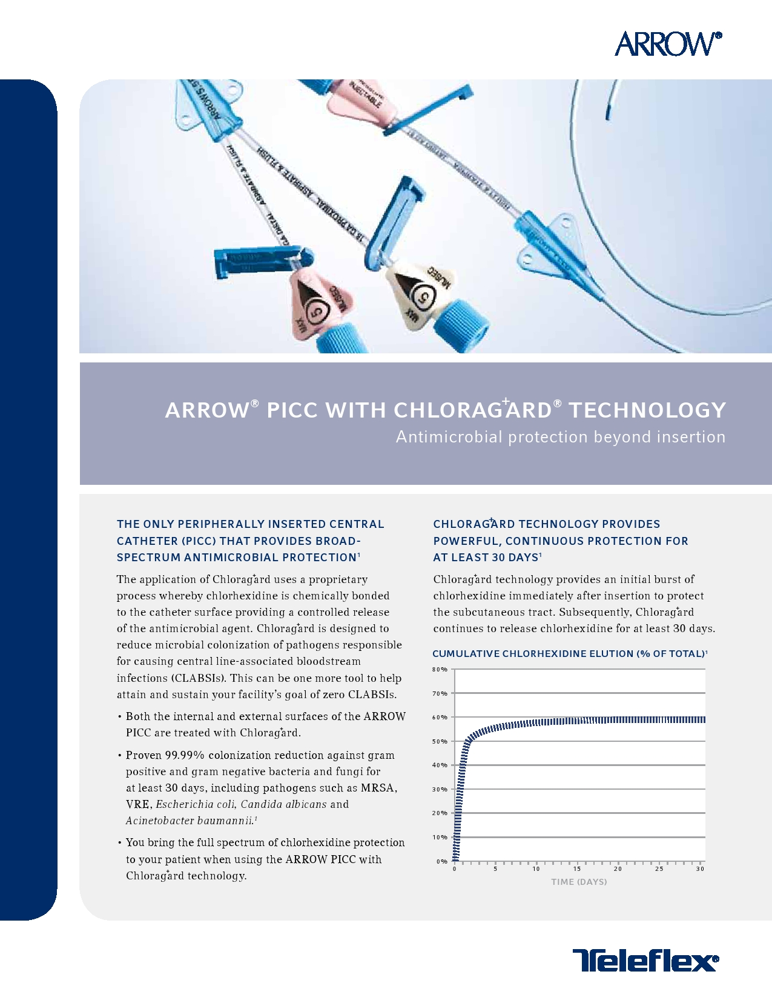 ARROW®
ARROW 5.5
INJECTABLE
GA DISTAL ASPIRATE & FLUSH
18 GA PROXIMAL ASPIRATE & FLUSH
MAX 5 ML/SEC
MAX 5 ML/SEC
ARROW® PICC WITH CHLORAG+ARD® TECHNOLOGY
Antimicrobial protection beyond insertion
THE ONLY PERIPHERALLY INSERTED CENTRAL
CATHETER (PICC) THAT PROVIDES BROAD-
SPECTRUM ANTIMICROBIAL PROTECTION¹
The application of Chlorag+ard uses a proprietary
process whereby chlorhexidine is chemically bonded
to the catheter surface providing a controlled release
of the antimicrobial agent. Chlorag+ard is designed to
reduce microbial colonization of pathogens responsible
for causing central line-associated bloodstream
infections (CLABSIs). This can be one more tool to help
attain and sustain your facility’s goal of zero CLABSIs.
• Both the internal and external surfaces of the ARROW
PICC are treated with Chlorag+ard.
• Proven 99.99% colonization reduction against gram
positive and gram negative bacteria and fungi for
at least 30 days, including pathogens such as MRSA,
VRE, Escherichia coli, Candida albicans and
Acinetobacter baumannii.¹
• You bring the full spectrum of chlorhexidine protection
to your patient when using the ARROW PICC with
Chlorag+ard technology.
CHLORAG+ARD TECHNOLOGY PROVIDES
POWERFUL, CONTINUOUS PROTECTION FOR
AT LEAST 30 DAYS¹
Chlorag+ard technology provides an initial burst of
chlorhexidine immediately after insertion to protect
the subcutaneous tract. Subsequently, Chlorag+ard
continues to release chlorhexidine for at least 30 days.
CUMULATIVE CHLORHEXIDINE ELUTION (% OF TOTAL)¹
80%
70%
60%
50%
40%
30%
20%
10%
0%
0 5 10 15 20 25 30
TIME (DAYS)
Teleflex®